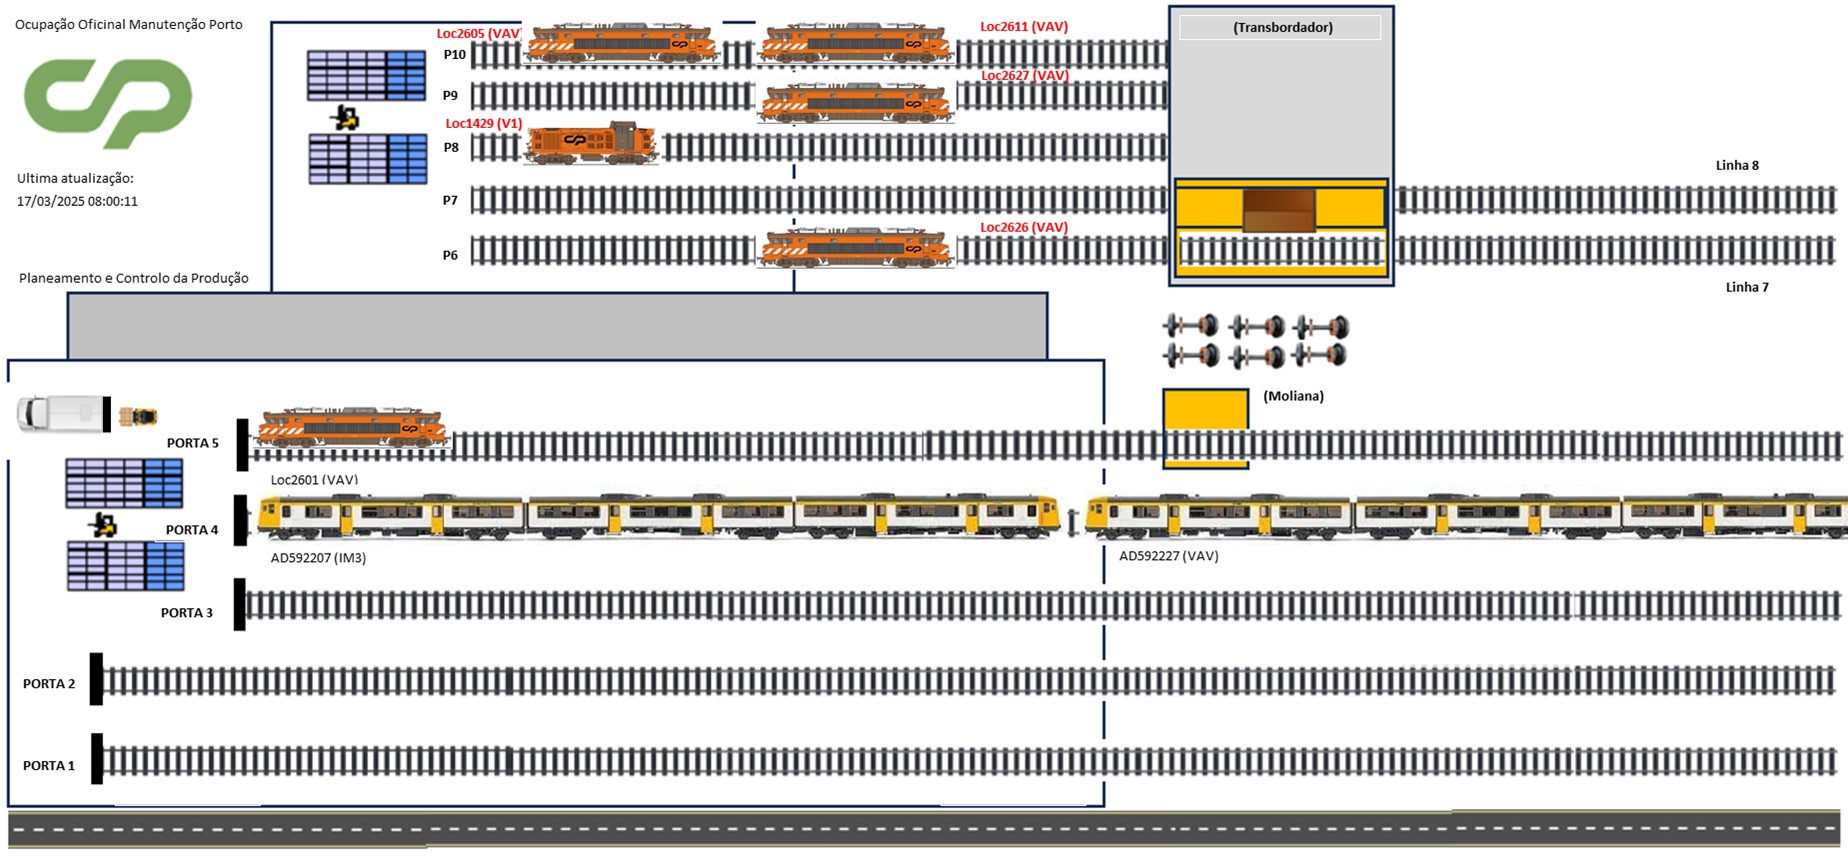 Ocupação Oficinal Manutenção Porto
Ultima atualização:
17/03/2025 08:00:11
Planeamento e Controlo da Produção
Loc2605 (VAV)
Loc2611 (VAV)
P10
Loc2627 (VAV)
P9
Loc1429 (V1)
P8
P7
Loc2626 (VAV)
P6
(Transbordador)
Linha 8
Linha 7
(Moliana)
PORTA 5
Loc2601 (VAV)
PORTA 4
AD592207 (IM3)
AD592227 (VAV)
PORTA 3
PORTA 2
PORTA 1